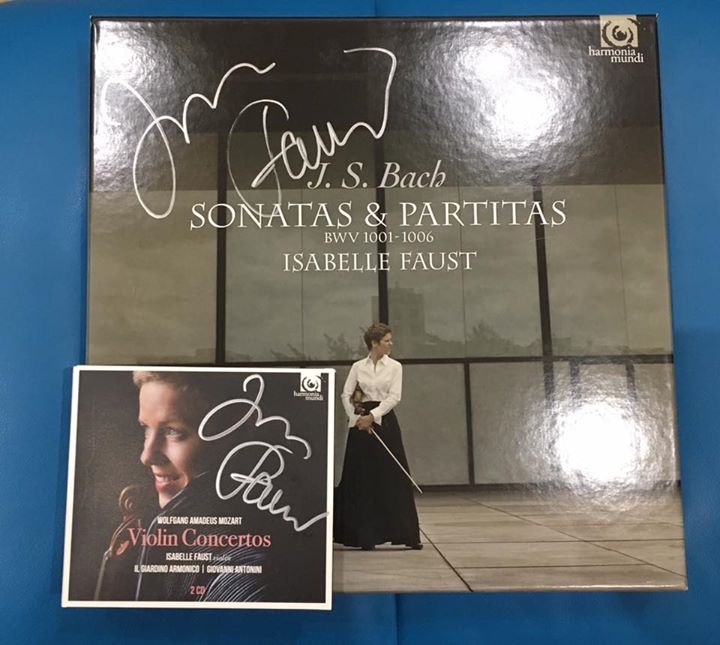 harmonia
mundi
J. S. Bach
SONATAS & PARTITAS
BWV 1001-1006
ISABELLE FAUST
harmonia
mundi
WOLFGANG AMADEUS MOZART
Violin Concertos
ISABELLE FAUST violin
IL GIARDINO ARMONICO | GIOVANNI ANTONINI
2 CD